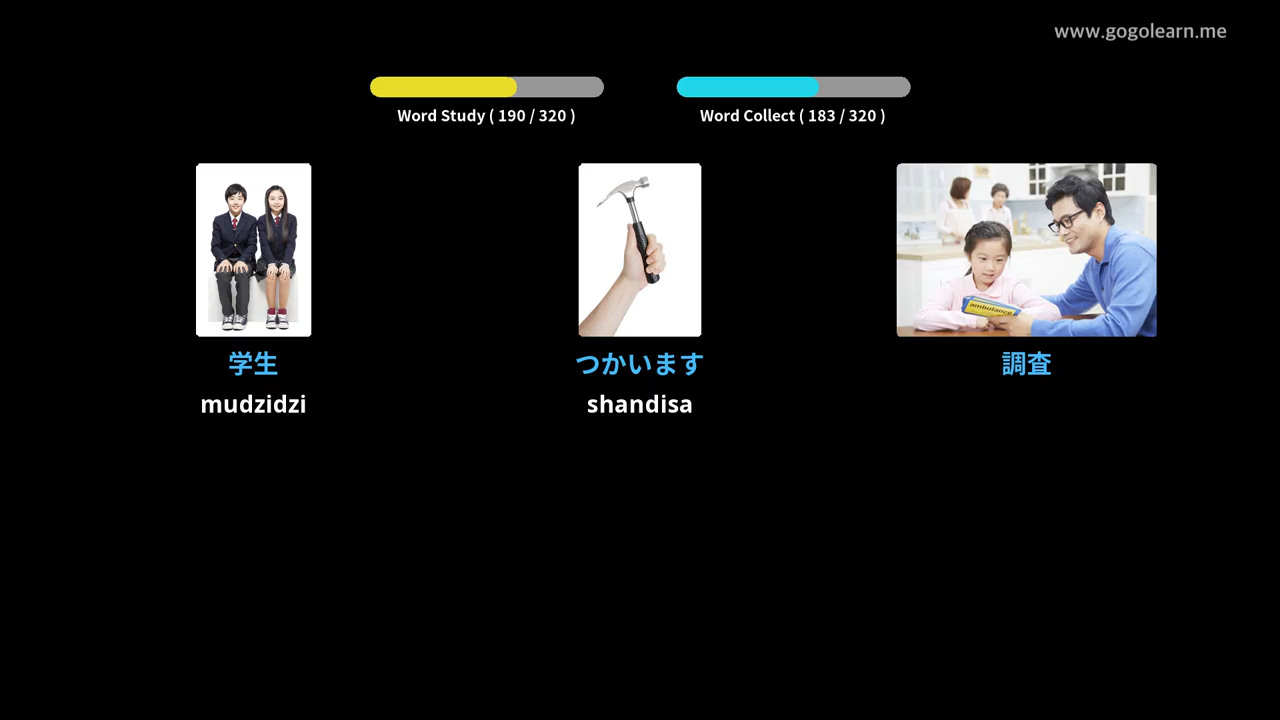 www.gogolearn.me
Word Study ( 190 / 320 )
Word Collect ( 183 / 320 )
ambulance
学生
つかいます
調査
mudzidzi
shandisa